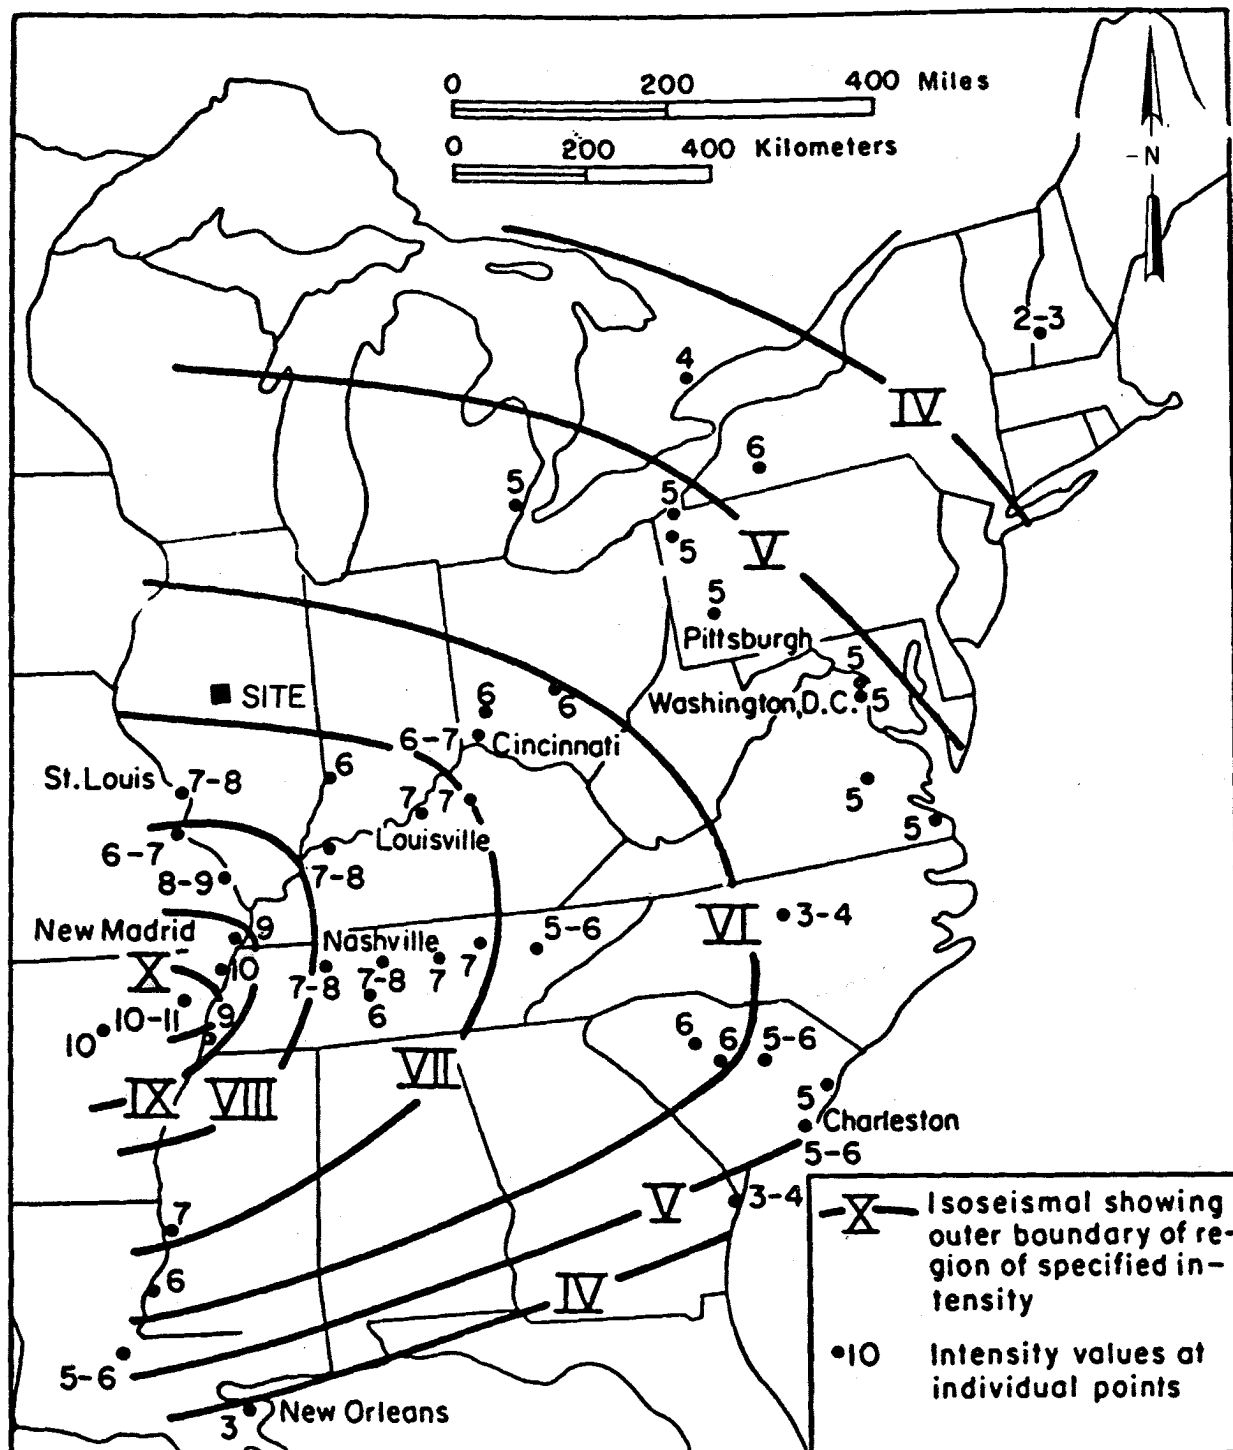 0 200 400 Miles
0 200 400 Kilometers
-N
2-3
4
IV
6
5
5
5
V
5
Pittsburgh
5
Washington, D.C.
5
SITE
6
6
6-7
Cincinnati
St. Louis
7-8
6
7
7
5
5
Louisville
6-7
7-8
8-9
New Madrid
9
Nashville
5-6
VI
3-4
X
10
7-8
7-8
7
7
6
10-11
9
10
6
6
5-6
VII
IX
VIII
5
Charleston
5-6
V
3-4
7
6
IV
5-6
3
New Orleans
X Isoseismal showing
outer boundary of re-
gion of specified in-
tensity
•10 Intensity values at
individual points